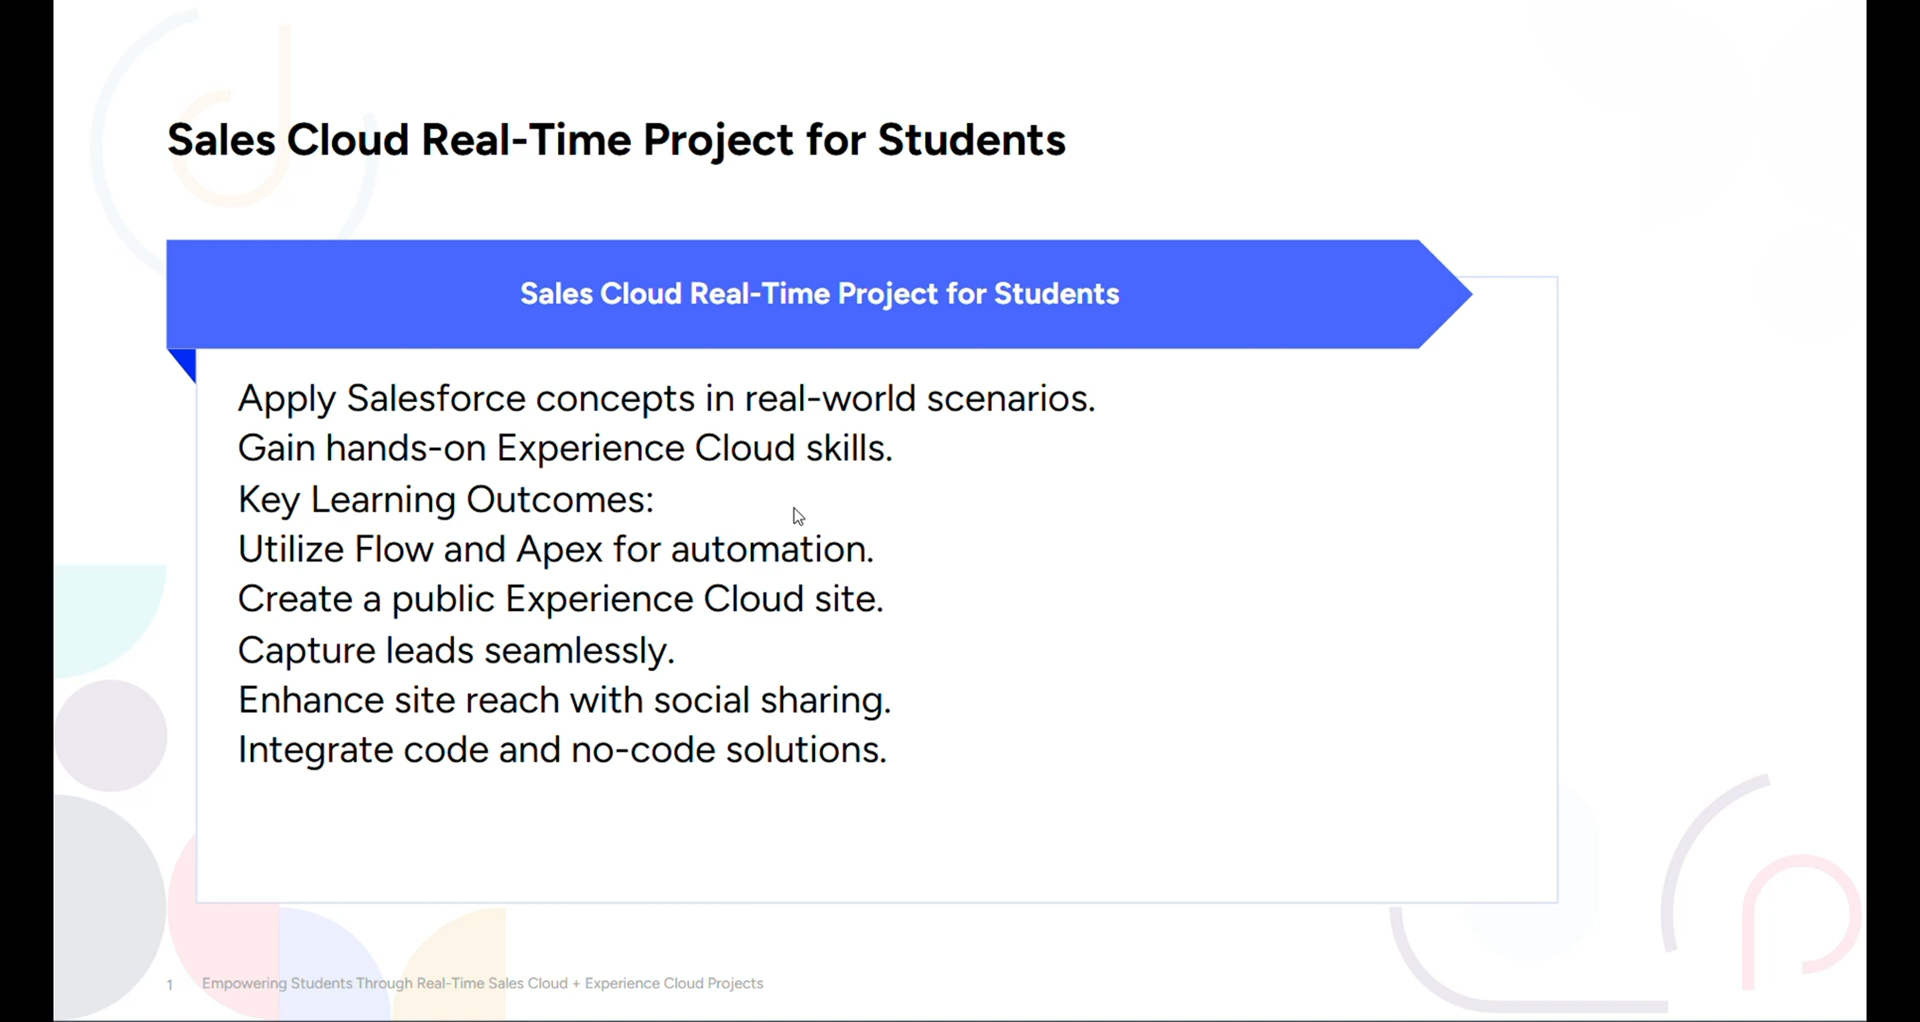 Sales Cloud Real-Time Project for Students
Sales Cloud Real-Time Project for Students
Apply Salesforce concepts in real-world scenarios.
Gain hands-on Experience Cloud skills.
Key Learning Outcomes:
Utilize Flow and Apex for automation.
Create a public Experience Cloud site.
Capture leads seamlessly.
Enhance site reach with social sharing.
Integrate code and no-code solutions.
1 Empowering Students Through Real-Time Sales Cloud + Experience Cloud Projects